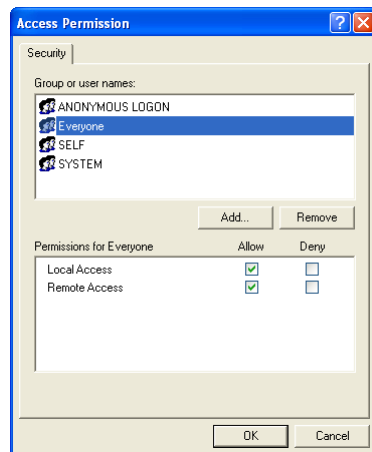 Access Permission
Security
Group or user names:
ANONYMOUS LOGON
Everyone
SELF
SYSTEM
Add... Remove
Permissions for Everyone Allow Deny
Local Access
Remote Access
OK Cancel